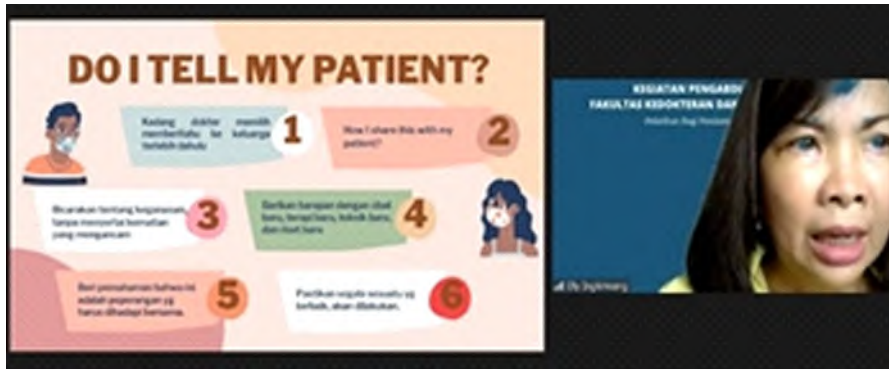 DO I TELL MY PATIENT?
Kadang dokter memilih
memberitahu ke keluarga
terlebih dahulu
1
How I share this with my
patient?
2
Bicarakan tentang keganasan,
tanpa menyertai kematian
yang mengancam
3
Berikan harapan dengan obat
baru, terapi baru, teknik baru,
dan riset baru
4
Beri pemahaman bahwa ini
adalah peperangan yg
harus dihadapi bersama.
5
Pastikan segala sesuatu yg
terbaik, akan dilakukan.
6
KEGIATAN PENGABDI
FAKULTAS KEDOKTERAN DAN